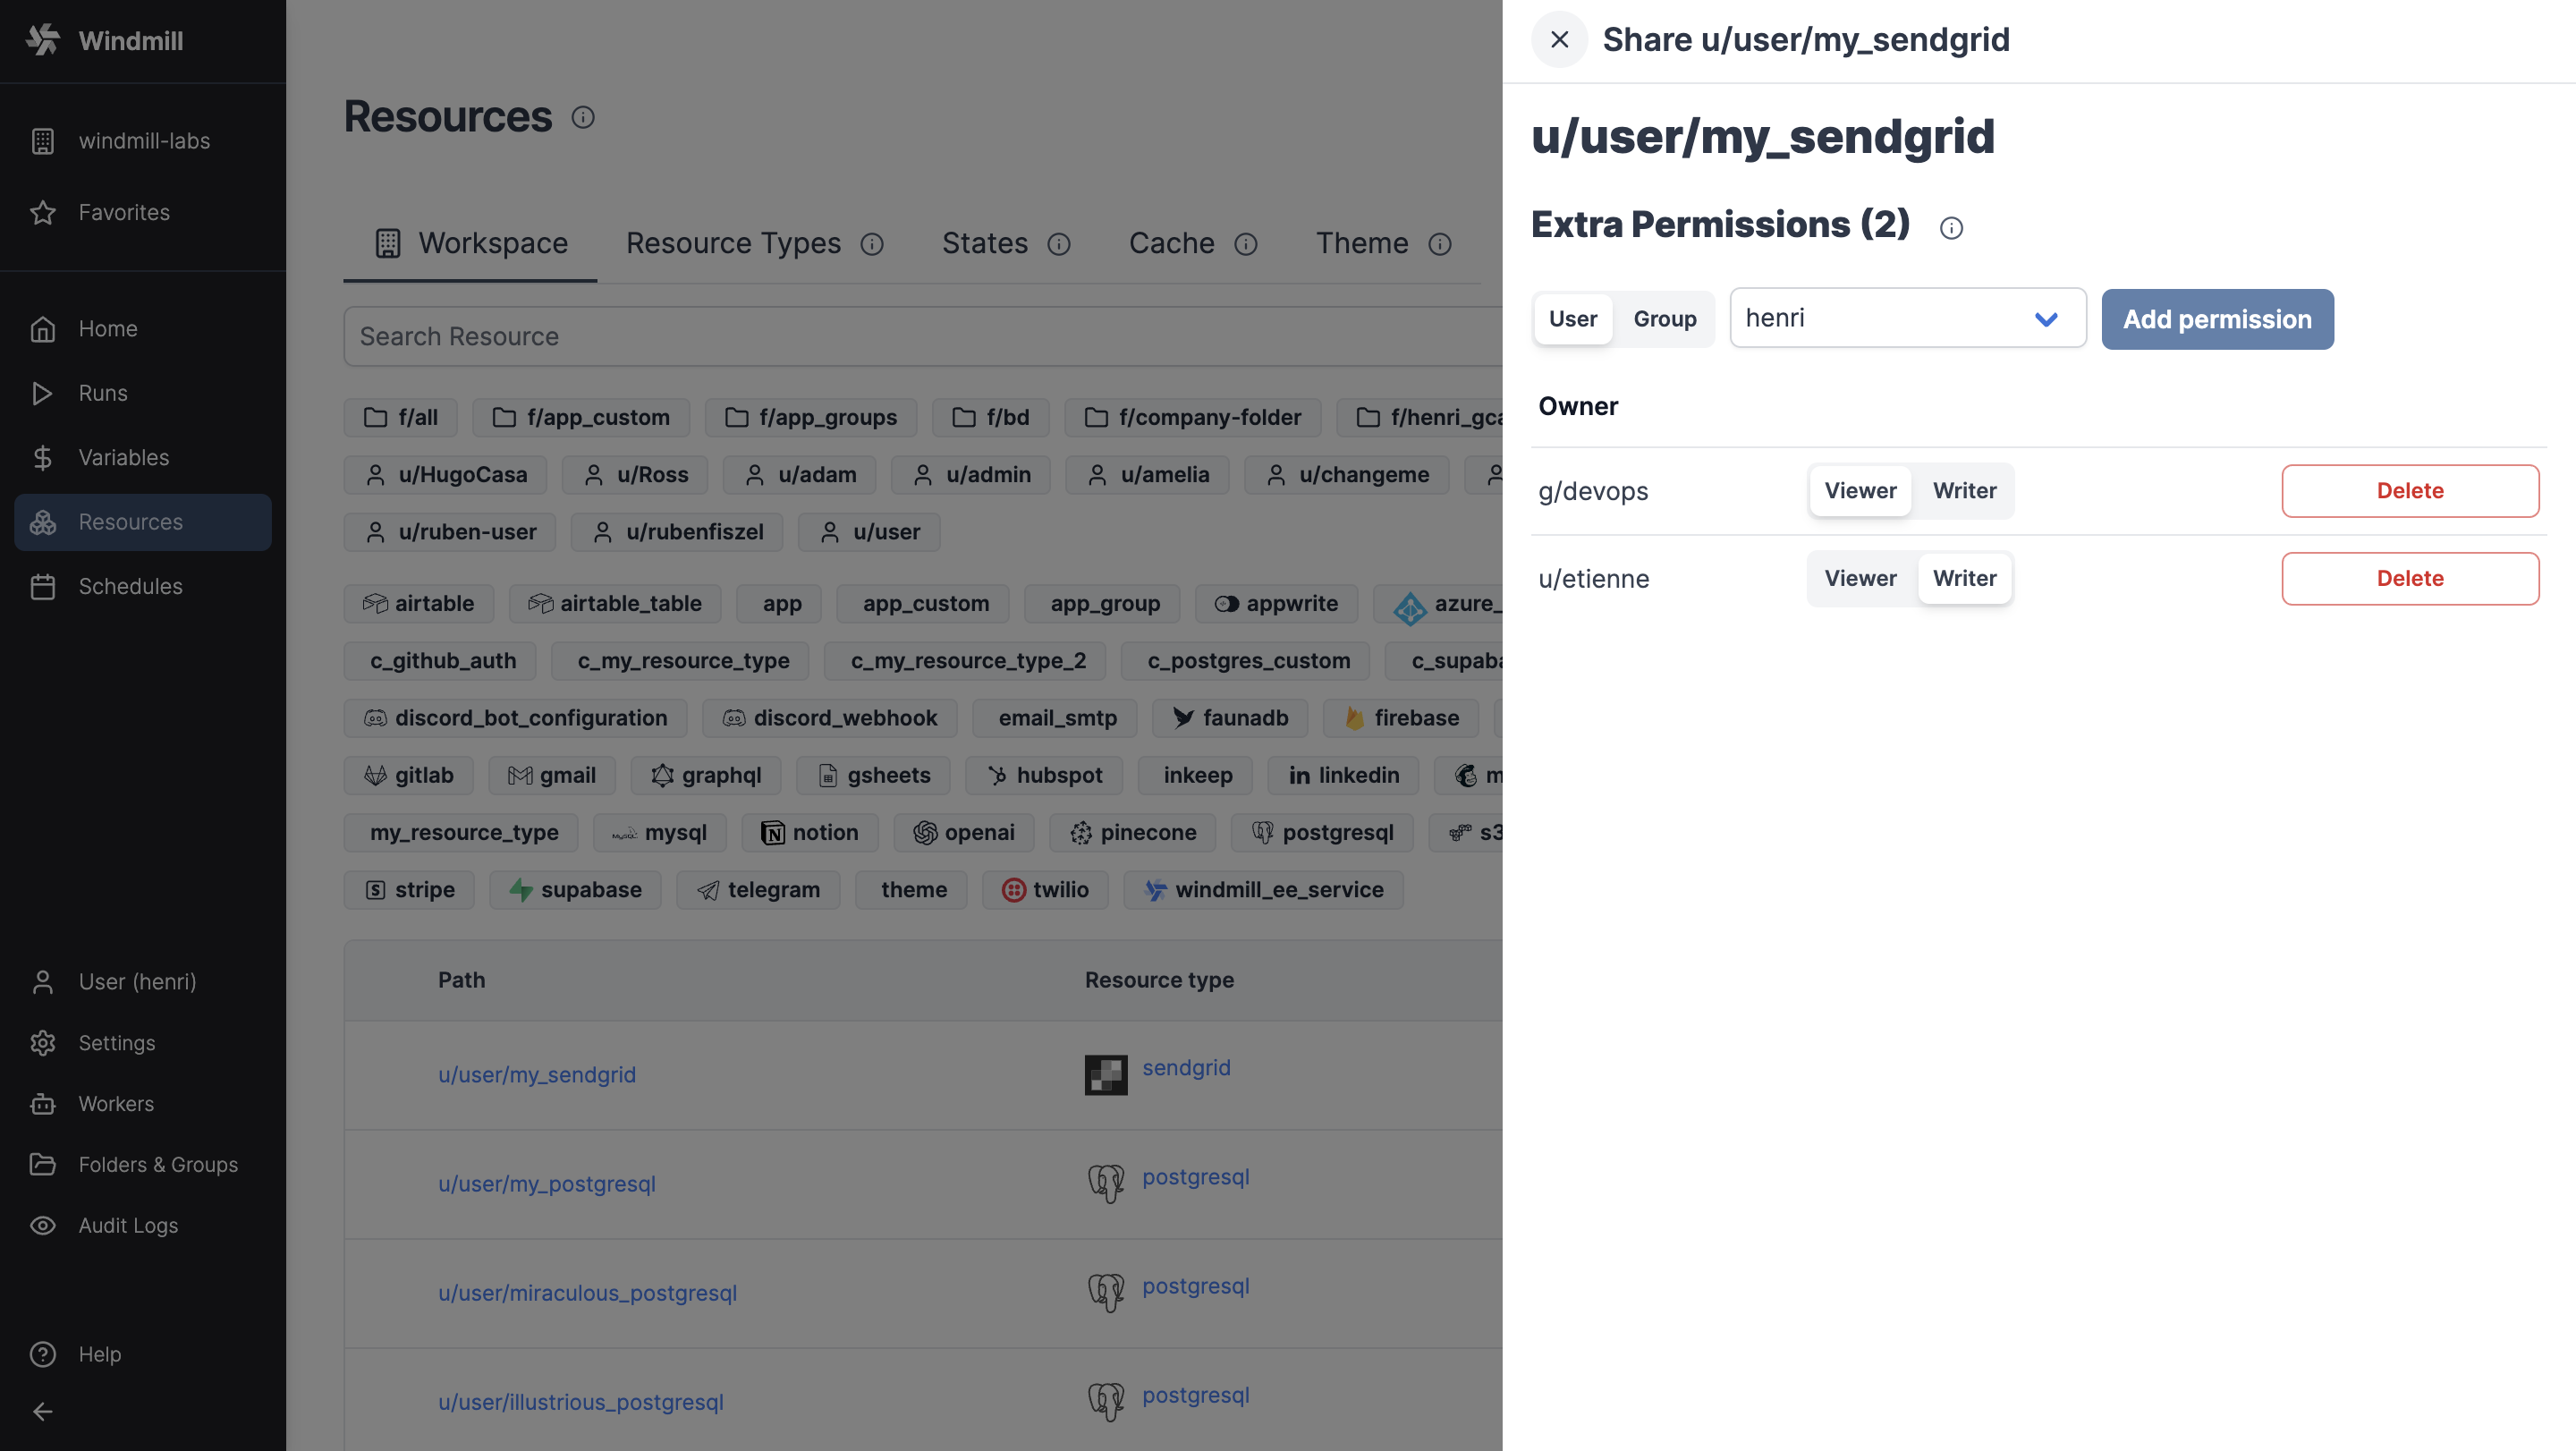 Windmill
windmill-labs
Favorites
Home
Runs
Variables
Resources
Schedules
User (henri)
Settings
Workers
Folders & Groups
Audit Logs
Help
Resources
Workspace Resource Types States Cache Theme
Search Resource
f/all f/app_custom f/app_groups f/bd f/company-folder f/henri_gca
u/HugoCasa u/Ross u/adam u/admin u/amelia u/changeme
u/ruben-user u/rubenfiszel u/user
airtable airtable_table app app_custom app_group appwrite azure_
c_github_auth c_my_resource_type c_my_resource_type_2 c_postgres_custom c_supaba
discord_bot_configuration discord_webhook email_smtp faunadb firebase
gitlab gmail graphql gsheets hubspot inkeep linkedin m
my_resource_type mysql notion openai pinecone postgresql s3
stripe supabase telegram theme twilio windmill_ee_service
Path Resource type
u/user/my_sendgrid sendgrid
u/user/my_postgresql postgresql
u/user/miraculous_postgresql postgresql
u/user/illustrious_postgresql postgresql
Share u/user/my_sendgrid
u/user/my_sendgrid
Extra Permissions (2)
User Group henri Add permission
Owner
g/devops Viewer Writer Delete
u/etienne Viewer Writer Delete